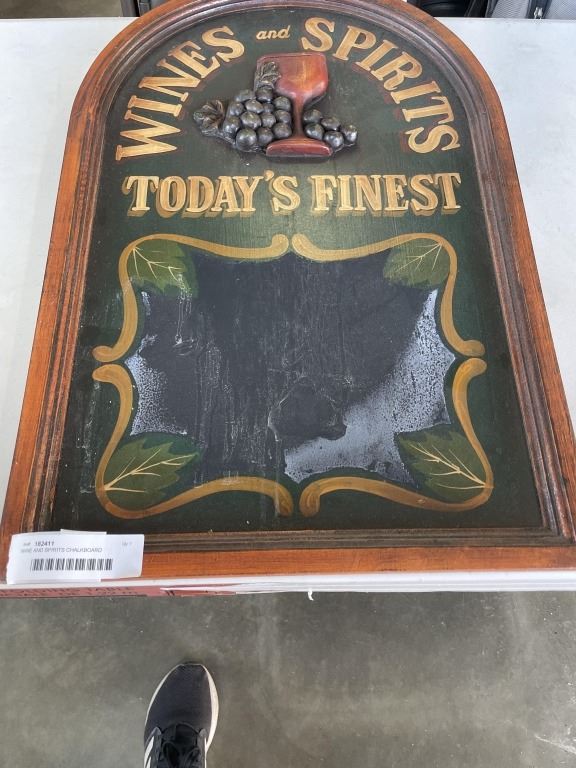 WINES and SPIRITS
TODAY'S FINEST
182411
WINE AND SPIRITS CHALKBOARD